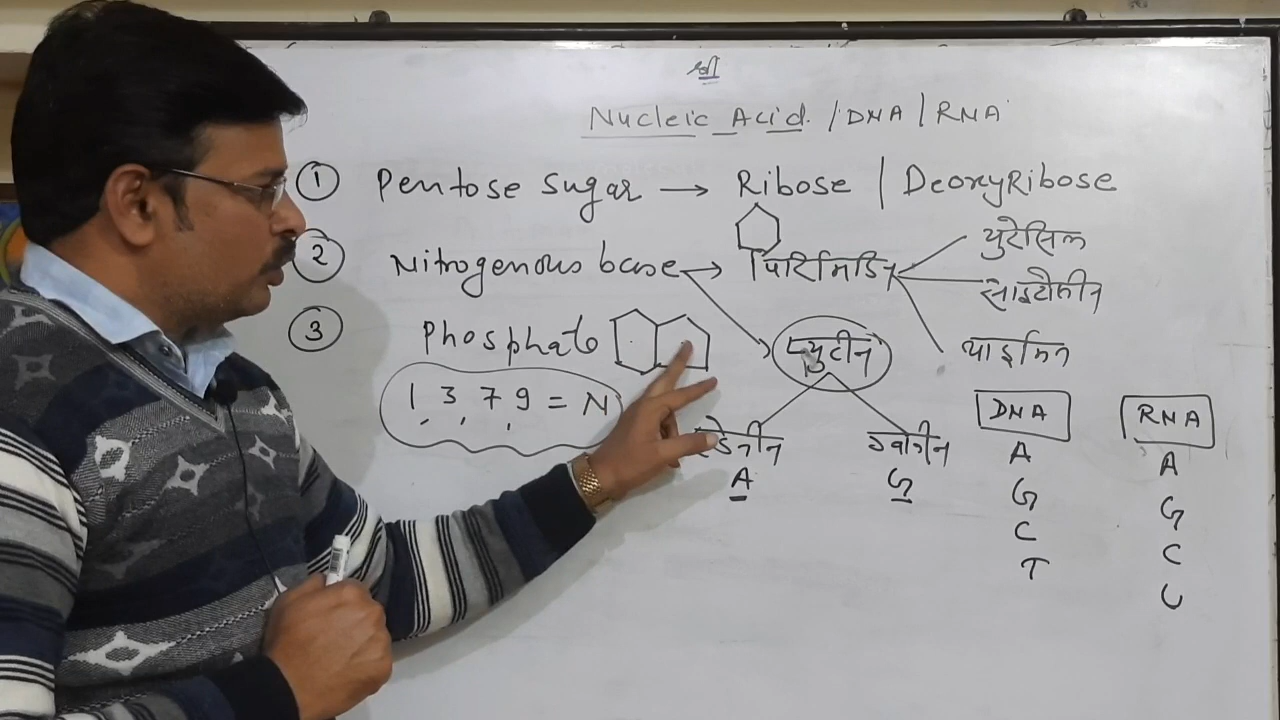 श्री
Nucleic Acid / DNA / RNA
① Pentose Sugar → Ribose / DeoxyRibose
② Nitrogenous base → पिरिमिडिन
युरेसिल
साइटोसीन
थाइमिन
③ Phosphate
प्युरीन
1, 3, 7, 9 = N
ऐडेनीन
A
ग्वानीन
G
DNA
A
G
C
T
RNA
A
G
C
U